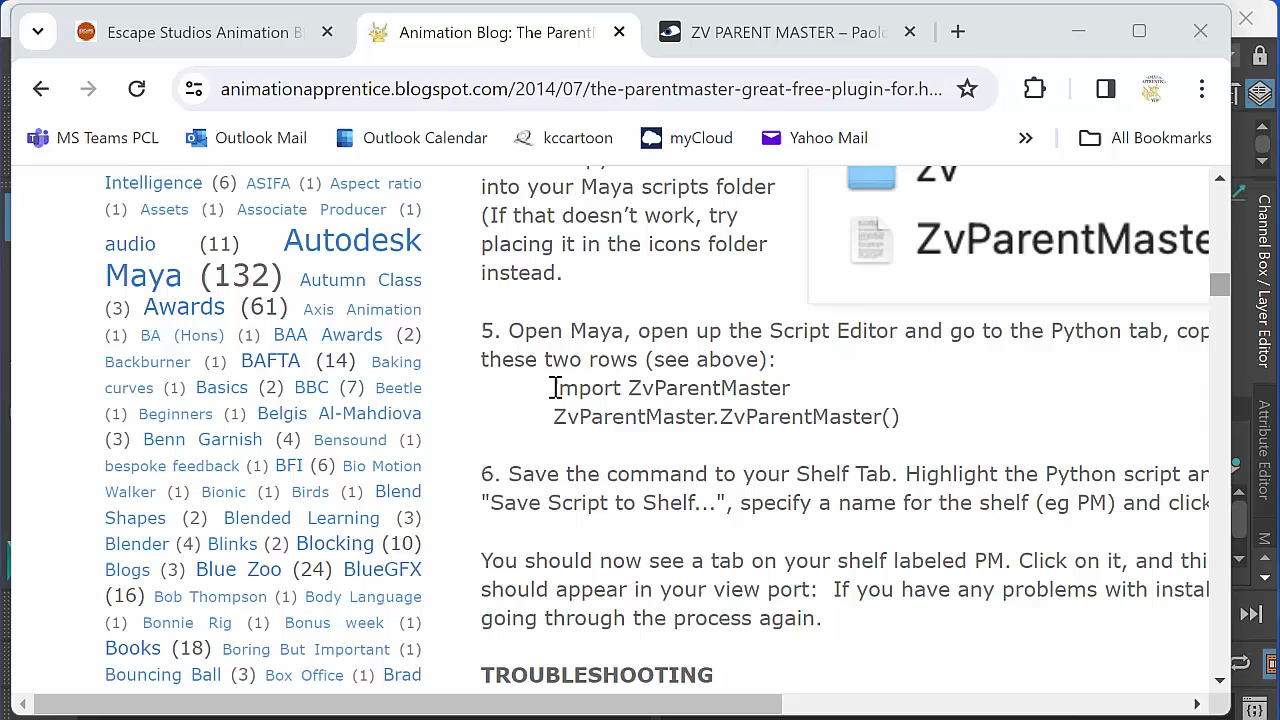 Escape Studios Animation B
Animation Blog: The Parent
ZV PARENT MASTER – Paol
animationapprentice.blogspot.com/2014/07/the-parentmaster-great-free-plugin-for.h...
MS Teams PCL
Outlook Mail
Outlook Calendar
kccartoon
myCloud
Yahoo Mail
All Bookmarks
Intelligence (6) ASIFA (1) Aspect ratio
(1) Assets (1) Associate Producer (1)
audio (11) Autodesk
Maya (132) Autumn Class
(3) Awards (61) Axis Animation
(1) BA (Hons) (1) BAA Awards (2)
Backburner (1) BAFTA (14) Baking
curves (1) Basics (2) BBC (7) Beetle
(1) Beginners (1) Belgis Al-Mahdiova
(3) Benn Garnish (4) Bensound (1)
bespoke feedback (1) BFI (6) Bio Motion
Walker (1) Bionic (1) Birds (1) Blend
Shapes (2) Blended Learning (3)
Blender (4) Blinks (2) Blocking (10)
Blogs (3) Blue Zoo (24) BlueGFX
(16) Bob Thompson (1) Body Language
(1) Bonnie Rig (1) Bonus week (1)
Books (18) Boring But Important (1)
Bouncing Ball (3) Box Office (1) Brad
into your Maya scripts folder
(If that doesn’t work, try
placing it in the icons folder
instead.
ZV
ZvParentMaste
5. Open Maya, open up the Script Editor and go to the Python tab, cop
these two rows (see above):
import ZvParentMaster
ZvParentMaster.ZvParentMaster()
6. Save the command to your Shelf Tab. Highlight the Python script an
"Save Script to Shelf...", specify a name for the shelf (eg PM) and click
You should now see a tab on your shelf labeled PM. Click on it, and thi
should appear in your view port: If you have any problems with instal
going through the process again.
TROUBLESHOOTING
Channel Box / Layer Editor
Attribute Editor
M